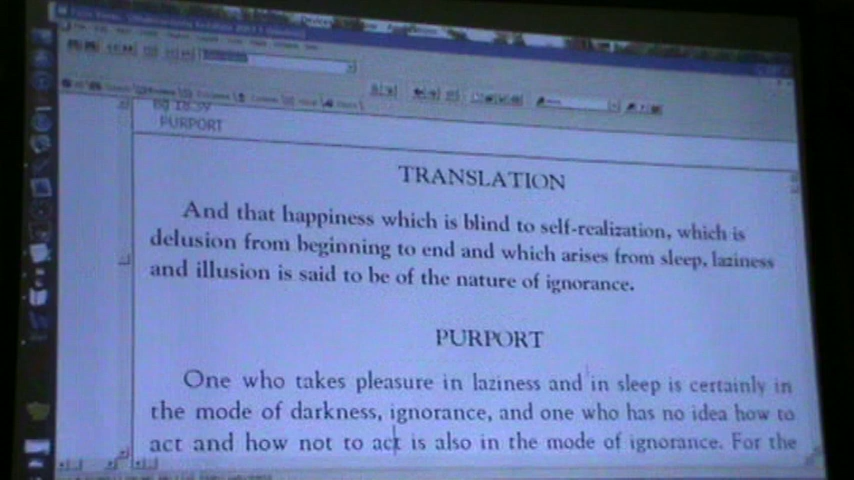 Bg 18.39
PURPORT
TRANSLATION
And that happiness which is blind to self-realization, which is
delusion from beginning to end and which arises from sleep, laziness
and illusion is said to be of the nature of ignorance.
PURPORT
One who takes pleasure in laziness and in sleep is certainly in
the mode of darkness, ignorance, and one who has no idea how to
act and how not to act is also in the mode of ignorance. For the